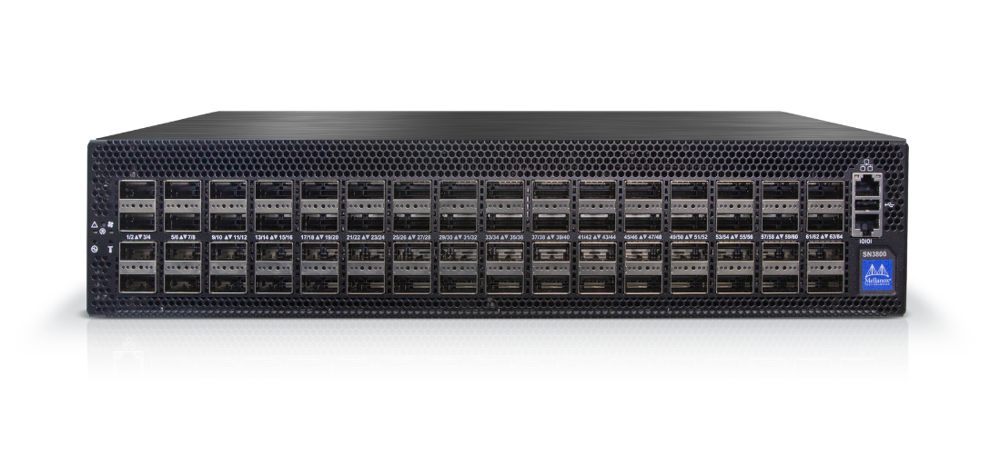 1/2▲▼3/4 5/6▲▼7/8 9/10▲▼11/12 13/14▲▼15/16 17/18▲▼19/20 21/22▲▼23/24 25/26▲▼27/28 29/30▲▼31/32 33/34▲▼35/36 37/38▲▼39/40 41/42▲▼43/44 45/46▲▼47/48 49/50▲▼51/52 53/54▲▼55/56 57/58▲▼59/60 61/62▲▼63/64
IOIOI
SN3800
Mellanox